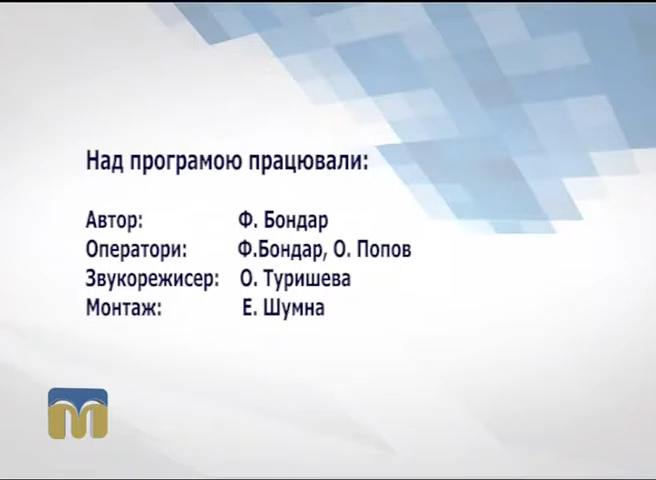 Над програмою працювали:
Автор: Ф. Бондар
Оператори: Ф.Бондар, О. Попов
Звукорежисер: О. Туришева
Монтаж: Е. Шумна